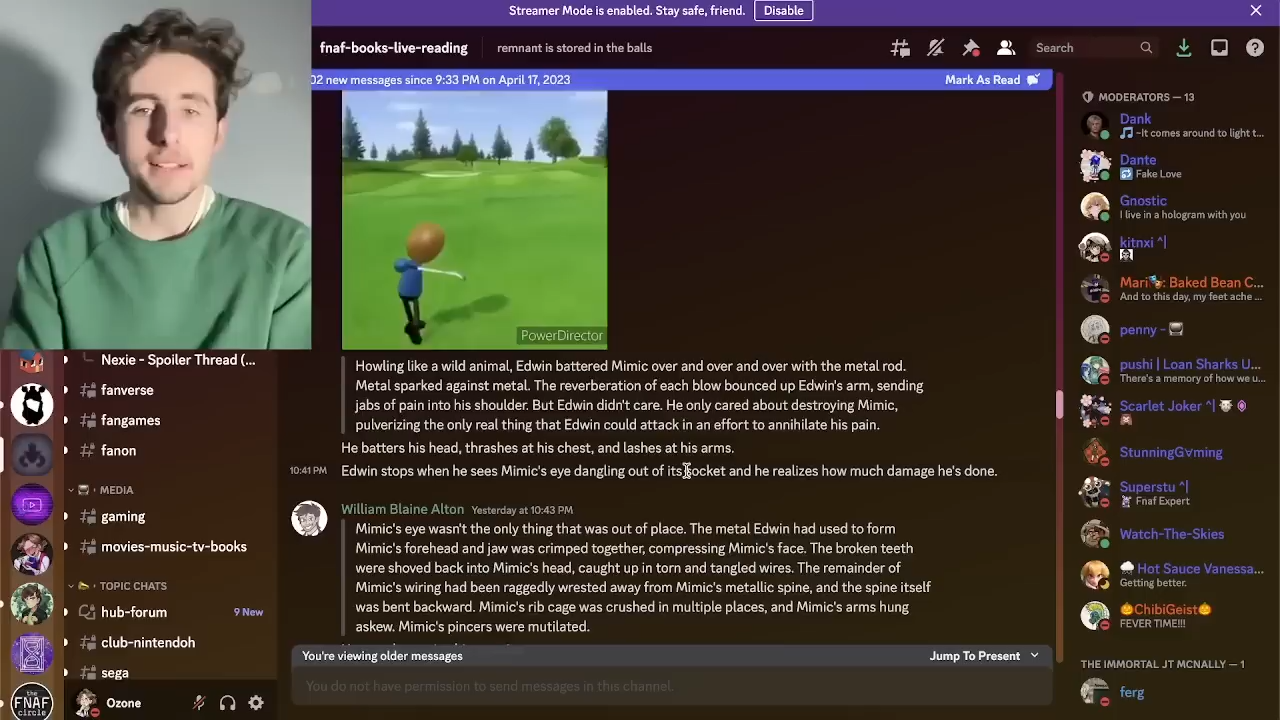 Streamer Mode is enabled. Stay safe, friend. Disable
fnaf-books-live-reading remnant is stored in the balls Search
02 new messages since 9:33 PM on April 17, 2023 Mark As Read
PowerDirector
Howling like a wild animal, Edwin battered Mimic over and over and over with the metal rod.
Metal sparked against metal. The reverberation of each blow bounced up Edwin's arm, sending
jabs of pain into his shoulder. But Edwin didn't care. He only cared about destroying Mimic,
pulverizing the only real thing that Edwin could attack in an effort to annihilate his pain.
He batters his head, thrashes at his chest, and lashes at his arms.
10:41 PM Edwin stops when he sees Mimic's eye dangling out of its socket and he realizes how much damage he's done.
William Blaine Alton Yesterday at 10:43 PM
Mimic's eye wasn't the only thing that was out of place. The metal Edwin had used to form
Mimic's forehead and jaw was crimped together, compressing Mimic's face. The broken teeth
were shoved back into Mimic's head, caught up in torn and tangled wires. The remainder of
Mimic's wiring had been raggedly wrested away from Mimic's metallic spine, and the spine itself
was bent backward. Mimic's rib cage was crushed in multiple places, and Mimic's arms hung
askew. Mimic's pincers were mutilated.
You're viewing older messages Jump To Present
You do not have permission to send messages in this channel.
Nexie - Spoiler Thread (...
fanverse
fangames
fanon
MEDIA
gaming
movies-music-tv-books
TOPIC CHATS
hub-forum 9 New
club-nintendoh
sega
the
FNAF
circle
Ozone
MODERATORS — 13
Dank
-It comes around to light t...
Dante
Fake Love
Gnostic
I live in a hologram with you
kitnxi ^|
Mari : Baked Bean C...
And to this day, my feet ache ...
penny -
pushi | Loan Sharks U...
There's a memory of how we u...
Scarlet Joker ^|
StunningG∀ming
Superstu ^|
Fnaf Expert
Watch-The-Skies
Hot Sauce Vanessa...
Getting better.
ChibiGeist
FEVER TIME!!!
THE IMMORTAL JT MCNALLY — 1
ferg